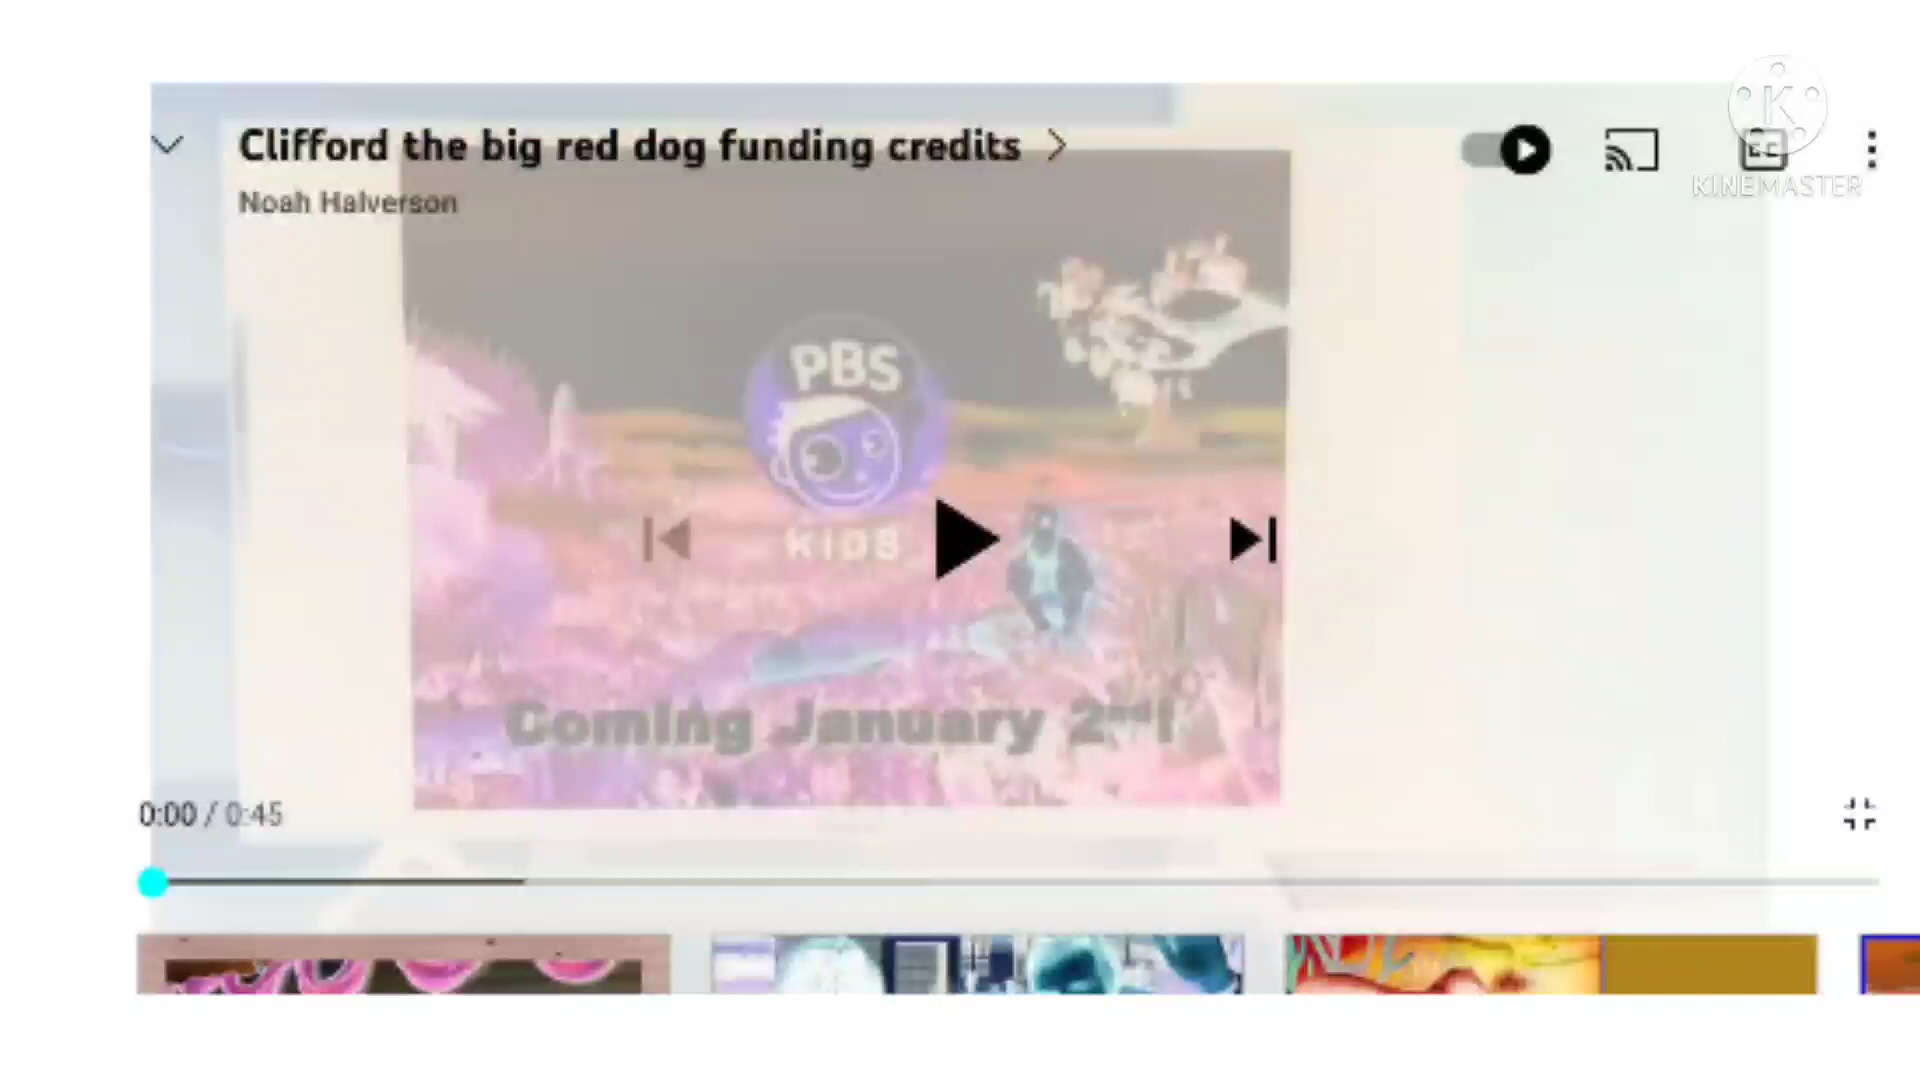 Clifford the big red dog funding credits
Noah Halverson
CC
KINEMASTER
PBS
KIDS
Coming January 2nd!
0:00 / 0:45